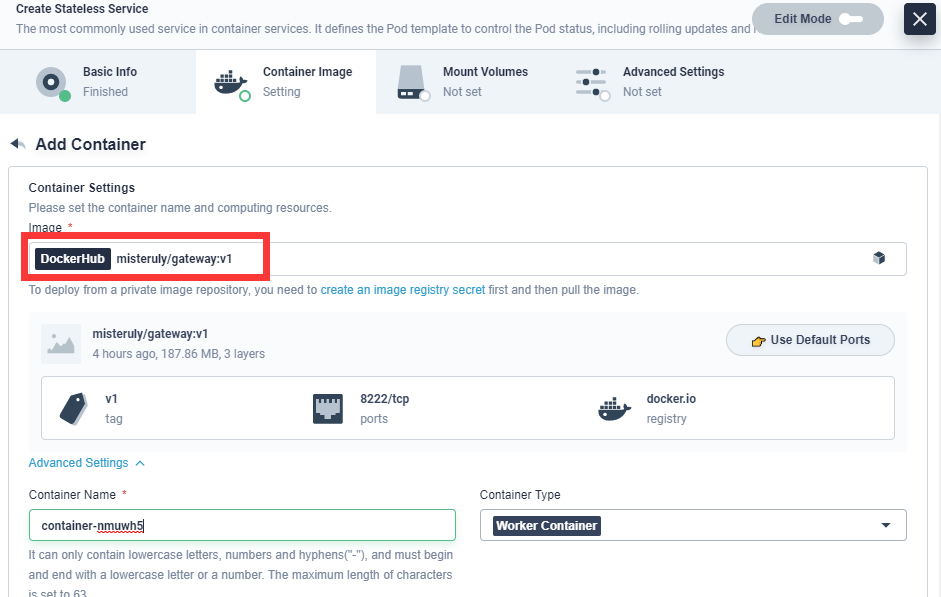 Create Stateless Service
The most commonly used service in container services. It defines the Pod template to control the Pod status, including rolling updates and
Edit Mode
Basic Info
Finished
Container Image
Setting
Mount Volumes
Not set
Advanced Settings
Not set
Add Container
Container Settings
Please set the container name and computing resources.
Image *
DockerHub misteruly/gateway:v1
To deploy from a private image repository, you need to create an image registry secret first and then pull the image.
misteruly/gateway:v1
4 hours ago, 187.86 MB, 3 layers
Use Default Ports
v1
tag
8222/tcp
ports
docker.io
registry
Advanced Settings
Container Name *
container-nmuwh5
It can only contain lowercase letters, numbers and hyphens("-"), and must begin
and end with a lowercase letter or a number. The maximum length of characters
is set to 63.
Container Type
Worker Container